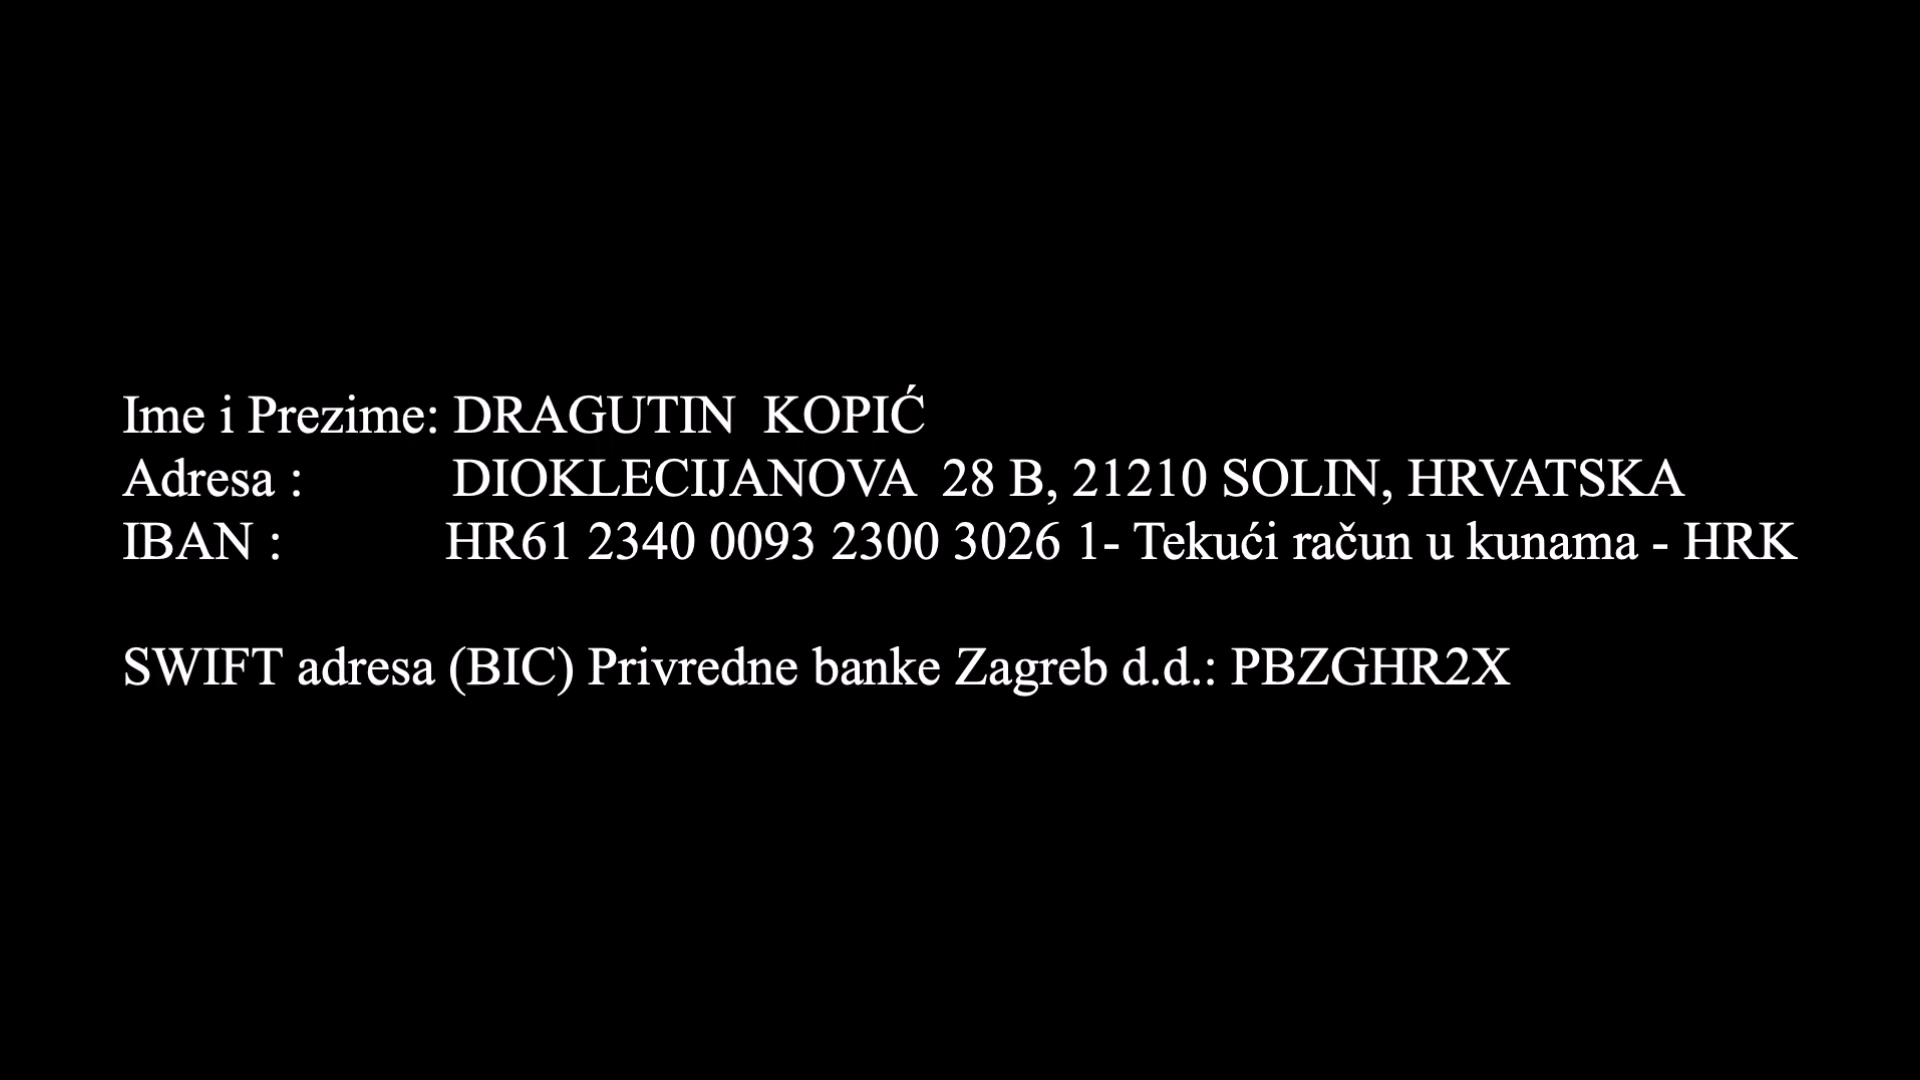 Ime i Prezime: DRAGUTIN KOPIĆ
Adresa : DIOKLECIJANOVA 28 B, 21210 SOLIN, HRVATSKA
IBAN : HR61 2340 0093 2300 3026 1- Tekući račun u kunama - HRK
SWIFT adresa (BIC) Privredne banke Zagreb d.d.: PBZGHR2X